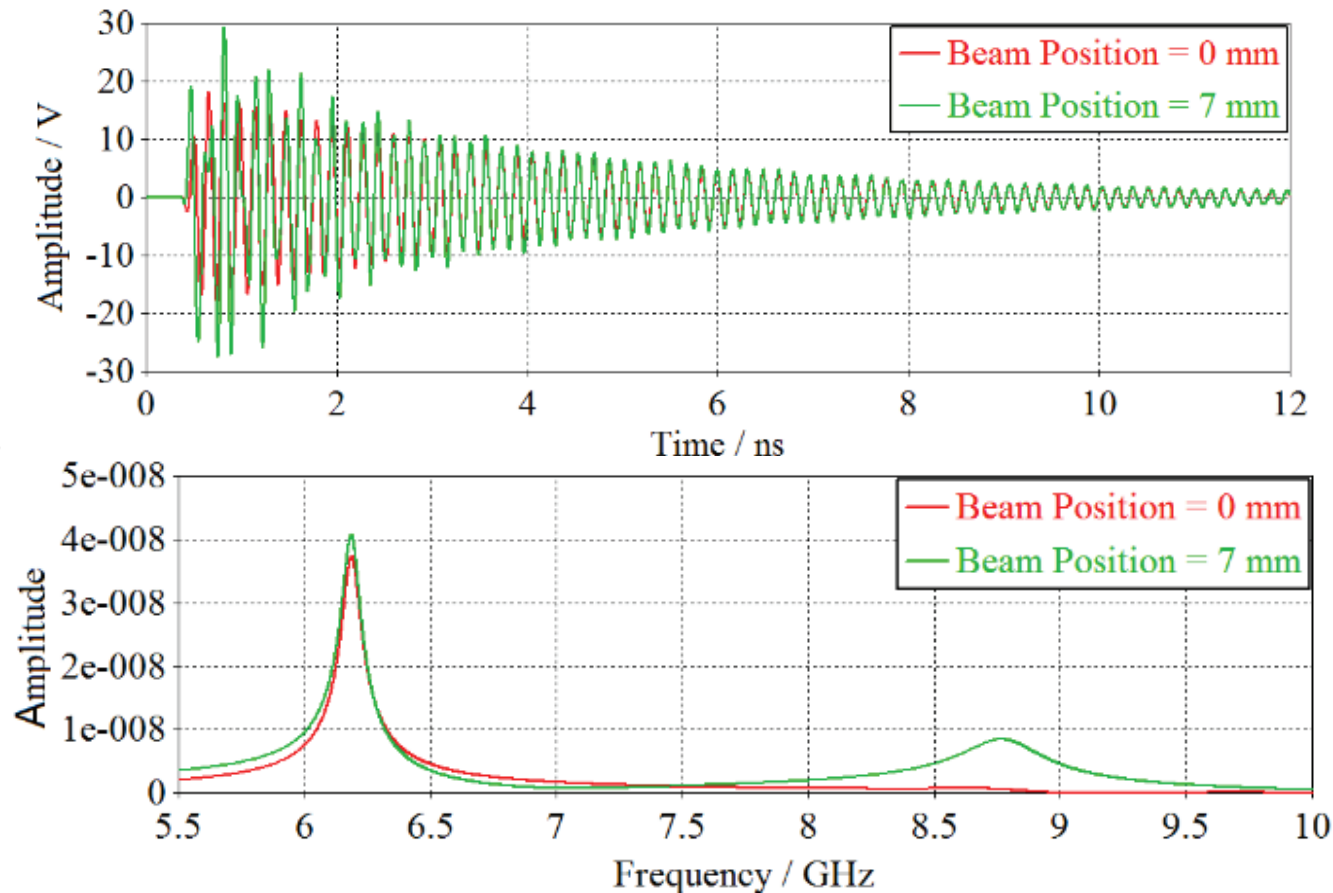 30
20
10
0
-10
-20
-30
Amplitude / V
Beam Position = 0 mm
Beam Position = 7 mm
0 2 4 6 8 10 12
Time / ns
5e-008
4e-008
3e-008
2e-008
1e-008
0
Amplitude
Beam Position = 0 mm
Beam Position = 7 mm
5.5 6 6.5 7 7.5 8 8.5 9 9.5 10
Frequency / GHz